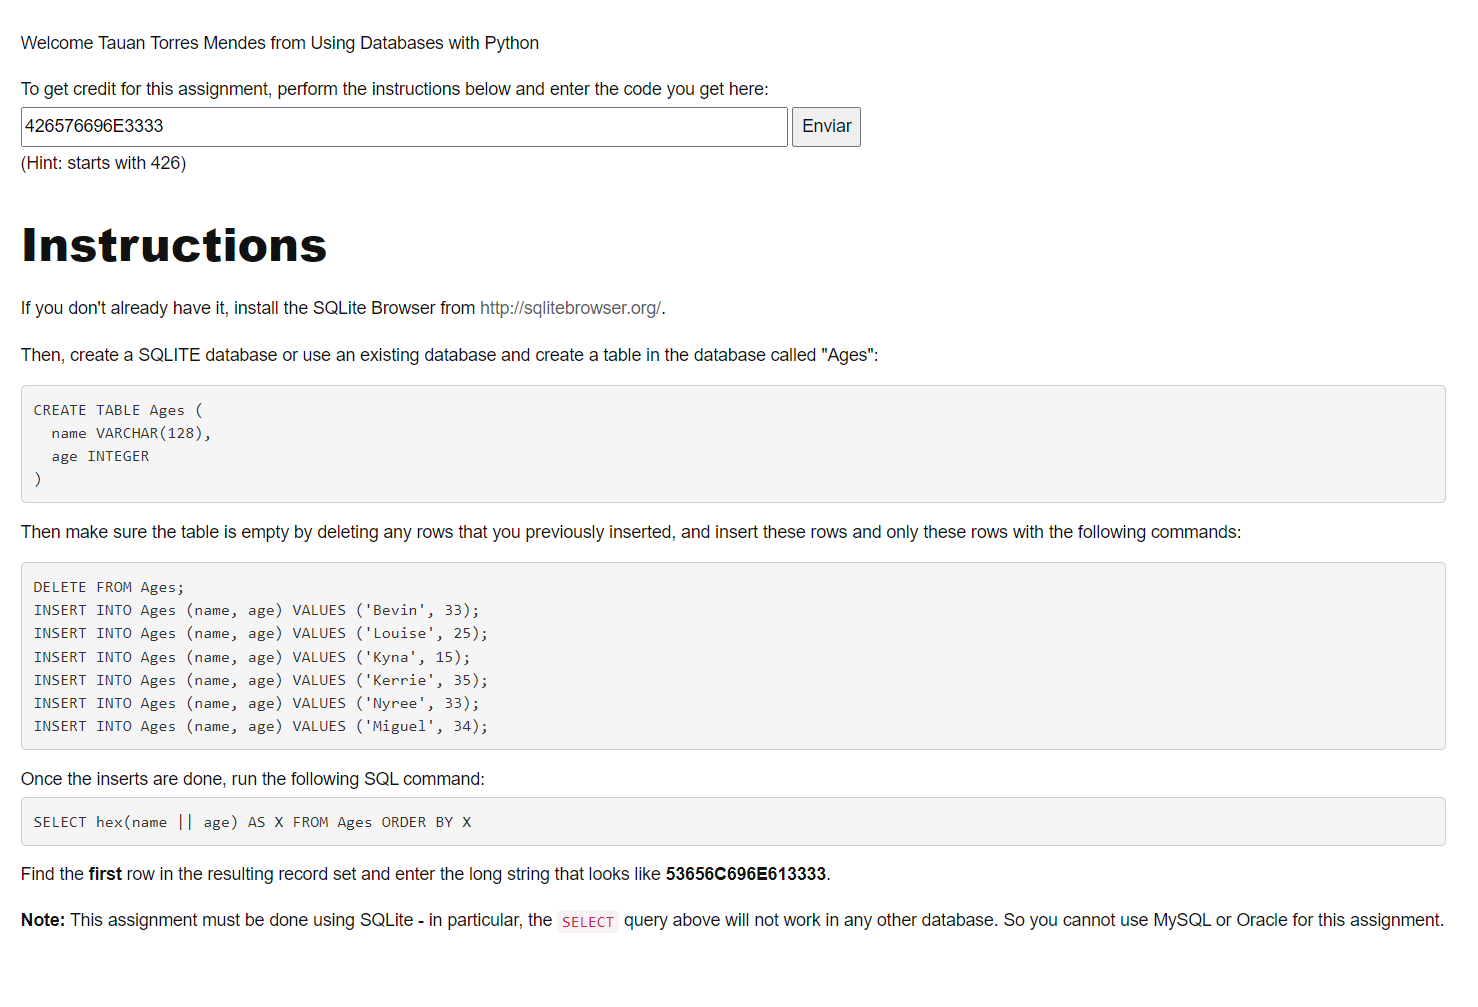 Welcome Tauan Torres Mendes from Using Databases with Python
To get credit for this assignment, perform the instructions below and enter the code you get here:
426576696E3333 Enviar
(Hint: starts with 426)
Instructions
If you don't already have it, install the SQLite Browser from http://sqlitebrowser.org/.
Then, create a SQLITE database or use an existing database and create a table in the database called "Ages":
CREATE TABLE Ages (
  name VARCHAR(128),
  age INTEGER
)
Then make sure the table is empty by deleting any rows that you previously inserted, and insert these rows and only these rows with the following commands:
DELETE FROM Ages;
INSERT INTO Ages (name, age) VALUES ('Bevin', 33);
INSERT INTO Ages (name, age) VALUES ('Louise', 25);
INSERT INTO Ages (name, age) VALUES ('Kyna', 15);
INSERT INTO Ages (name, age) VALUES ('Kerrie', 35);
INSERT INTO Ages (name, age) VALUES ('Nyree', 33);
INSERT INTO Ages (name, age) VALUES ('Miguel', 34);
Once the inserts are done, run the following SQL command:
SELECT hex(name || age) AS X FROM Ages ORDER BY X
Find the first row in the resulting record set and enter the long string that looks like 53656C696E613333.
Note: This assignment must be done using SQLite - in particular, the SELECT query above will not work in any other database. So you cannot use MySQL or Oracle for this assignment.